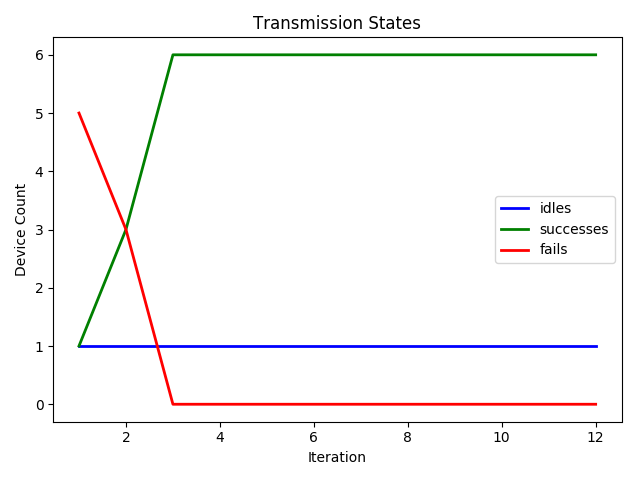 Transmission States
Device Count
6
5
4
3
2
1
0
idles
successes
fails
2 4 6 8 10 12
Iteration